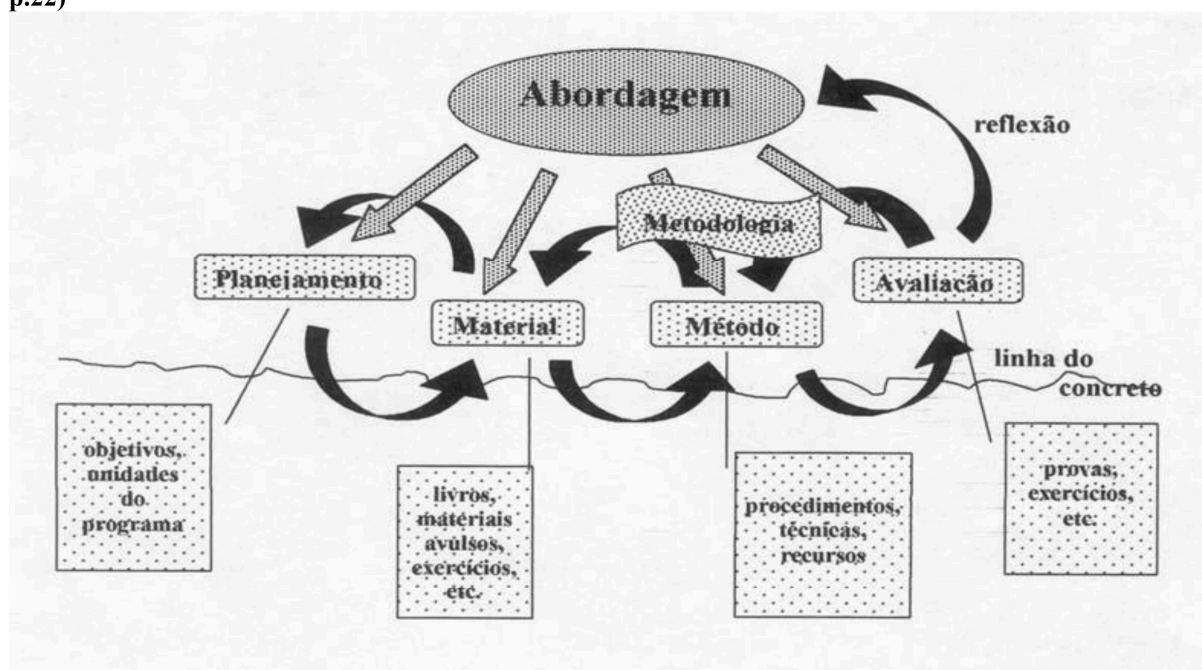 p.22)
Abordagem
reflexão
Metodologia
Planejamento
Material
Método
Avaliacão
linha do
concreto
objetivos,
unidades
do
programa
livros,
materiais
avulsos,
exercícios,
etc.
procedimentos,
técnicas,
recursos
provas,
exercícios,
etc.